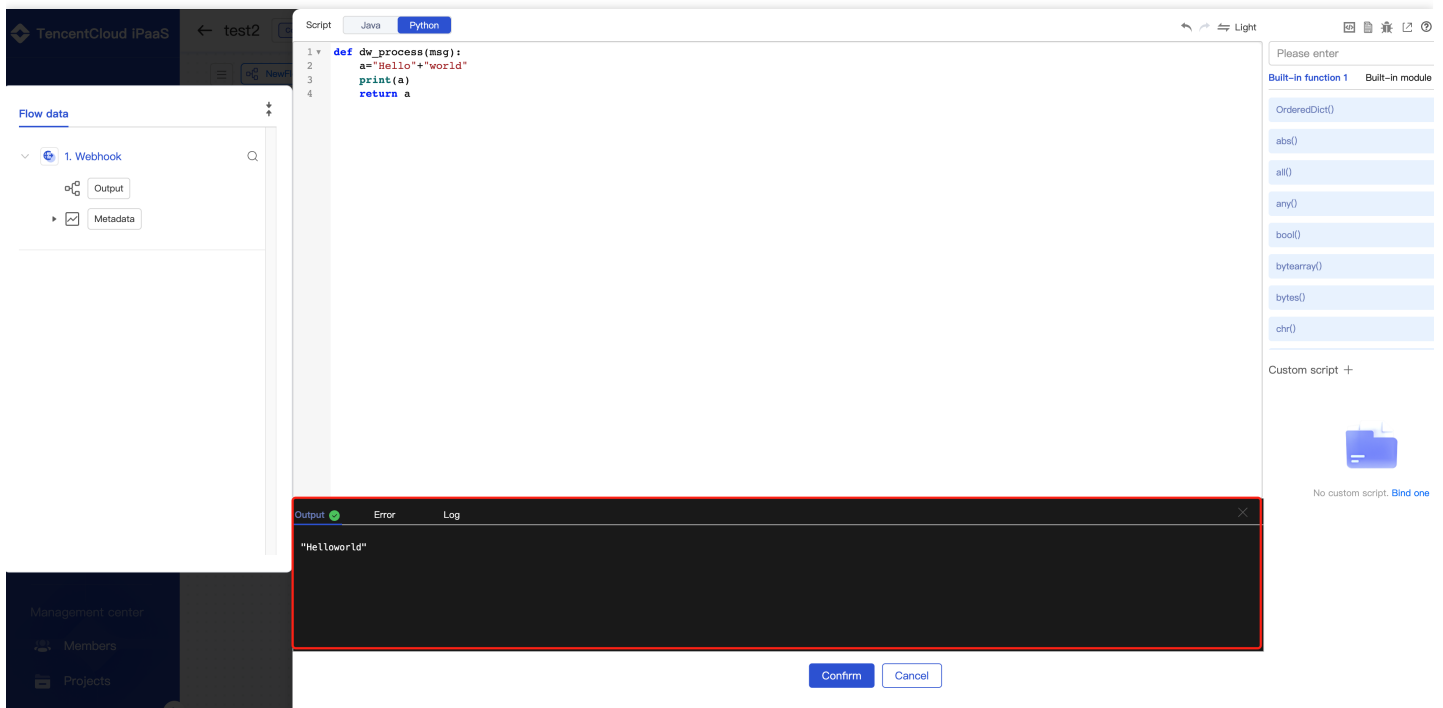 TencentCloud iPaaS
← test2
NewFl
Flow data
1. Webhook
Output
Metadata
Management center
Members
Projects
Script
Java
Python
Light
1 def dw_process(msg):
2 a="Hello"+"world"
3 print(a)
4 return a
Output
Error
Log
"Helloworld"
Confirm
Cancel
Please enter
Built-in function 1
Built-in module
OrderedDict()
abs()
all()
any()
bool()
bytearray()
bytes()
chr()
Custom script +
No custom script. Bind one